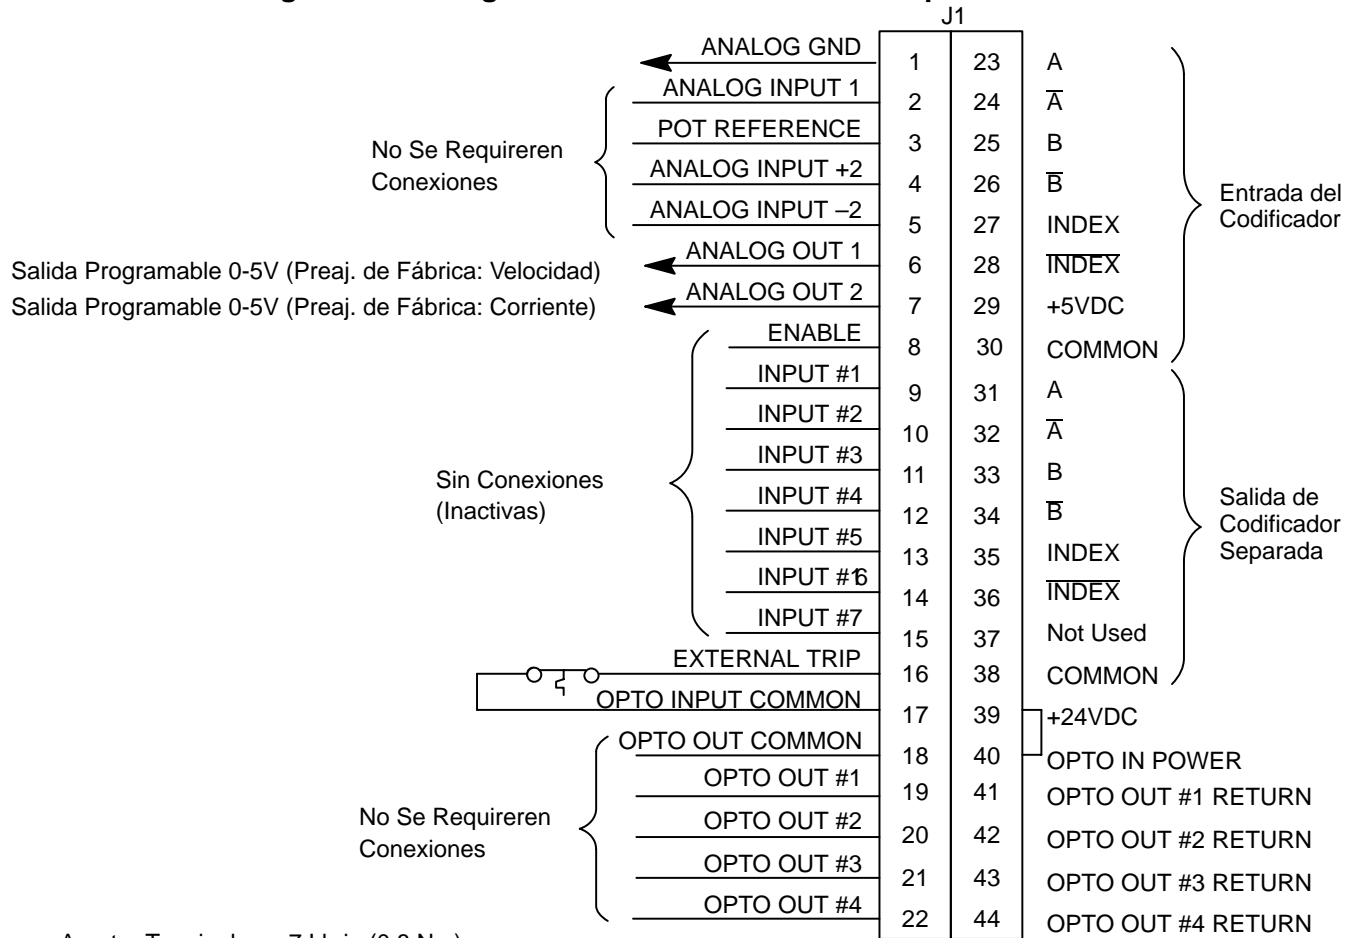 J1
ANALOG GND 1 23 A
ANALOG INPUT 1 2 24 A̅
POT REFERENCE 3 25 B
ANALOG INPUT +2 4 26 B̅
ANALOG INPUT –2 5 27 INDEX
ANALOG OUT 1 6 28 I̅N̅D̅E̅X̅
ANALOG OUT 2 7 29 +5VDC
ENABLE 8 30 COMMON
INPUT #1 9 31 A
INPUT #2 10 32 A̅
INPUT #3 11 33 B
INPUT #4 12 34 B̅
INPUT #5 13 35 INDEX
INPUT #6 14 36 I̅N̅D̅E̅X̅
INPUT #7 15 37 Not Used
EXTERNAL TRIP 16 38 COMMON
OPTO INPUT COMMON 17 39 +24VDC
OPTO OUT COMMON 18 40 OPTO IN POWER
OPTO OUT #1 19 41 OPTO OUT #1 RETURN
OPTO OUT #2 20 42 OPTO OUT #2 RETURN
OPTO OUT #3 21 43 OPTO OUT #3 RETURN
OPTO OUT #4 22 44 OPTO OUT #4 RETURN
No Se Requireren
Conexiones
Salida Programable 0-5V (Preaj. de Fábrica: Velocidad)
Salida Programable 0-5V (Preaj. de Fábrica: Corriente)
Sin Conexiones
(Inactivas)
No Se Requireren
Conexiones
Entrada del
Codificador
Salida de
Codificador
Separada